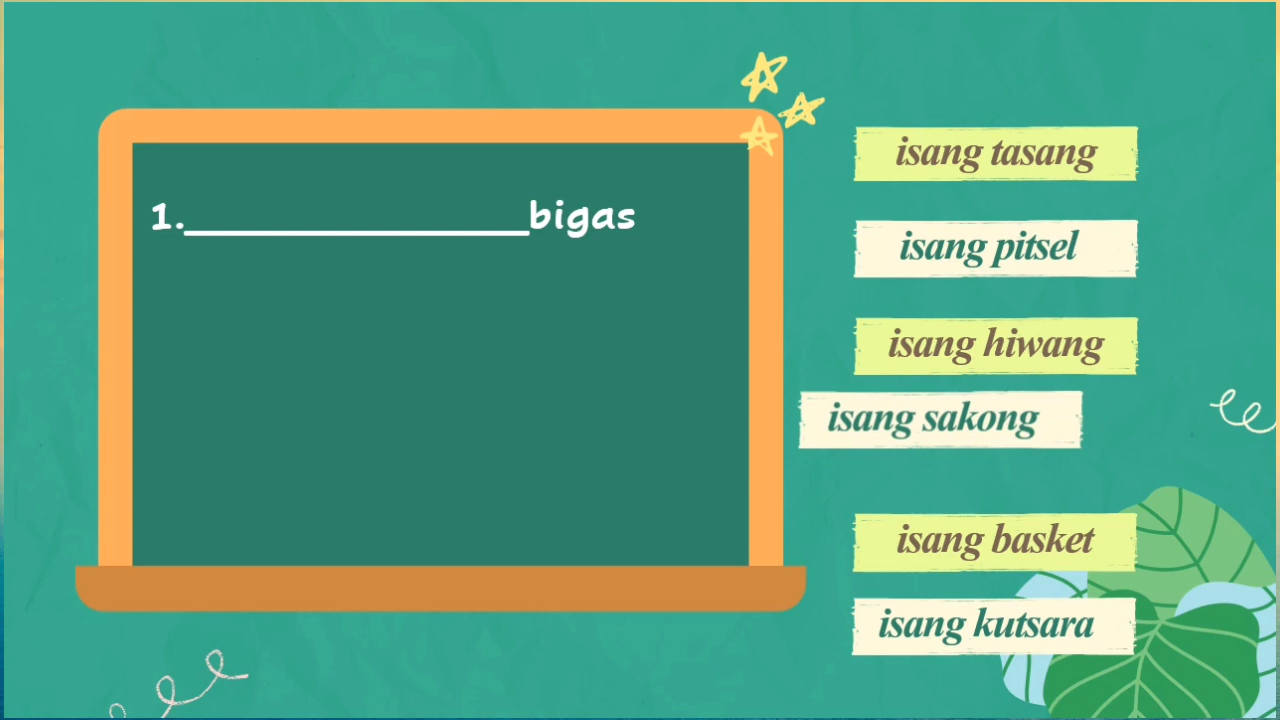 1.________________bigas
isang tasang
isang pitsel
isang hiwang
isang sakong
isang basket
isang kutsara